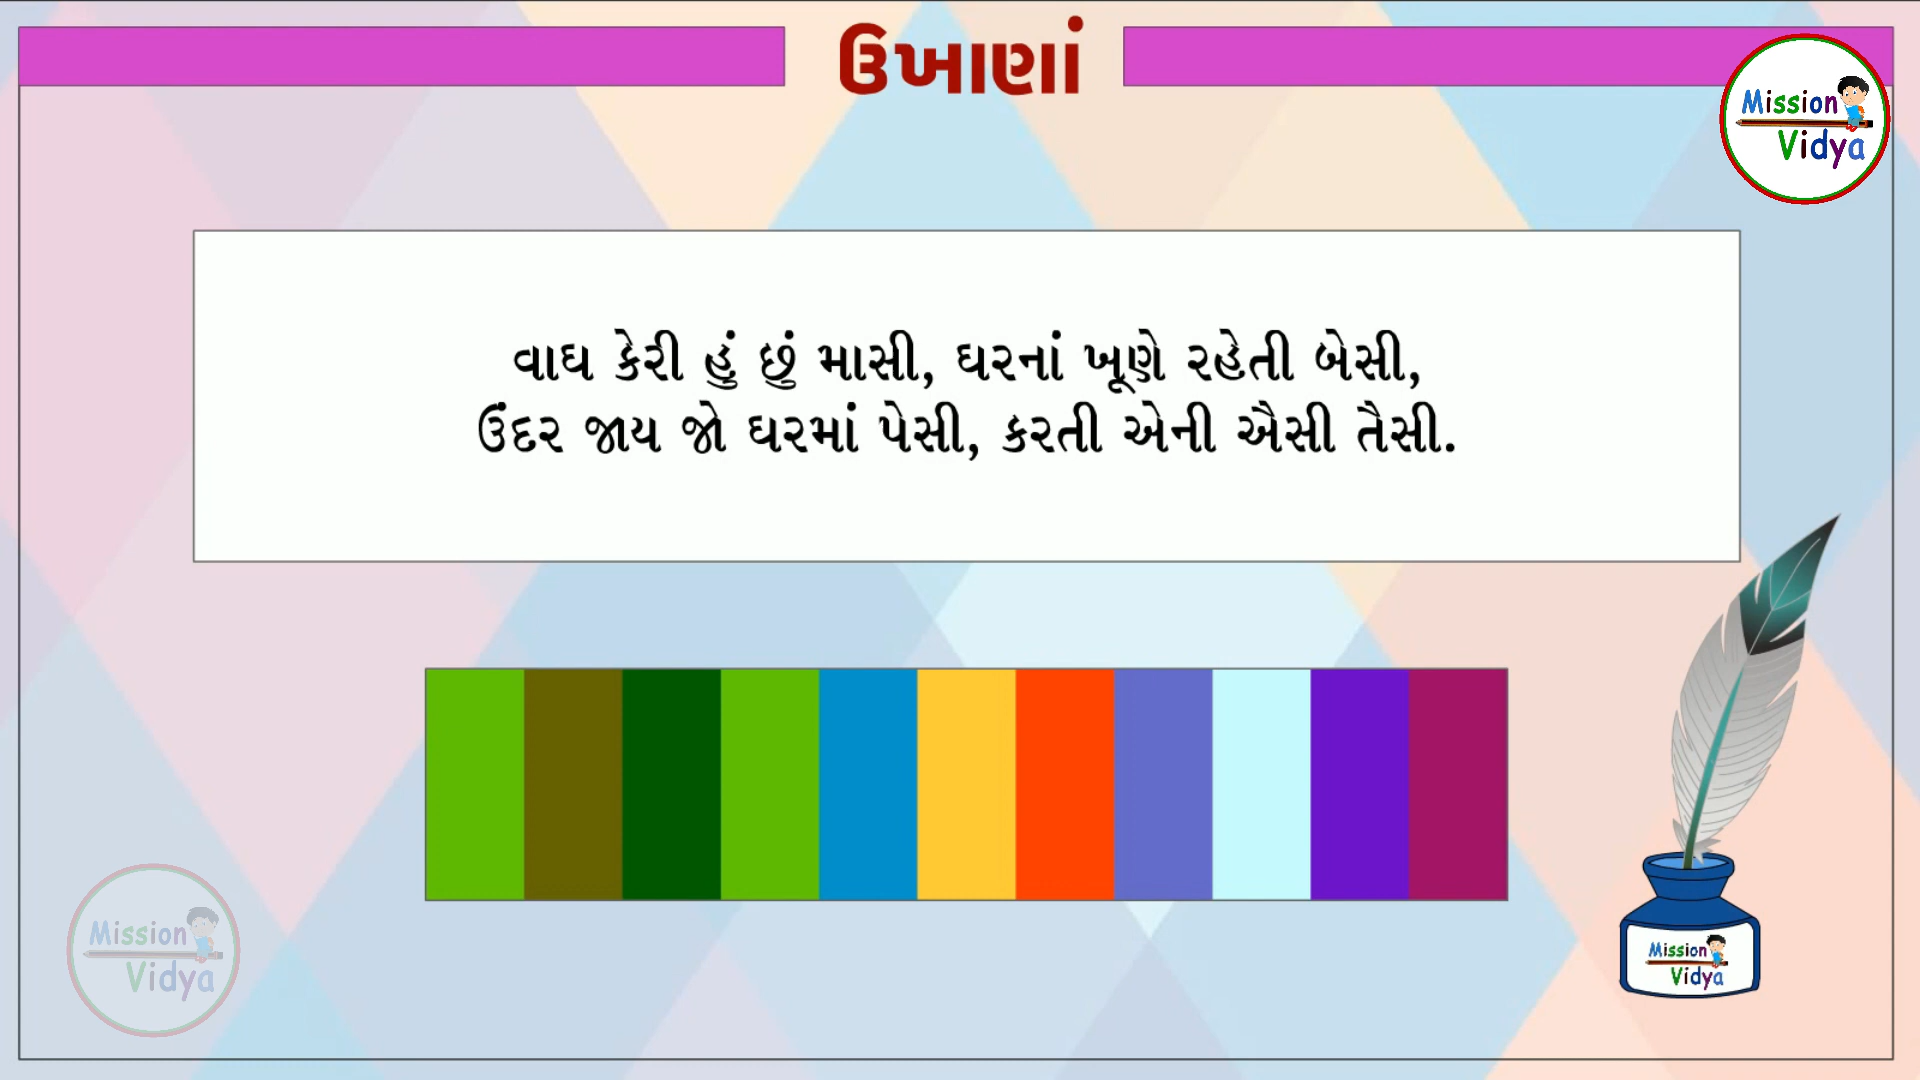 ઉખાણાં
Mission
Vidya
વાઘ કેરી હું છું માસી, ઘરનાં ખૂણે રહેતી બેસી,
ઉંદર જાય જો ઘરમાં પેસી, કરતી એની ઐસી તૈસી.
Mission
Vidya
Mission
Vidya